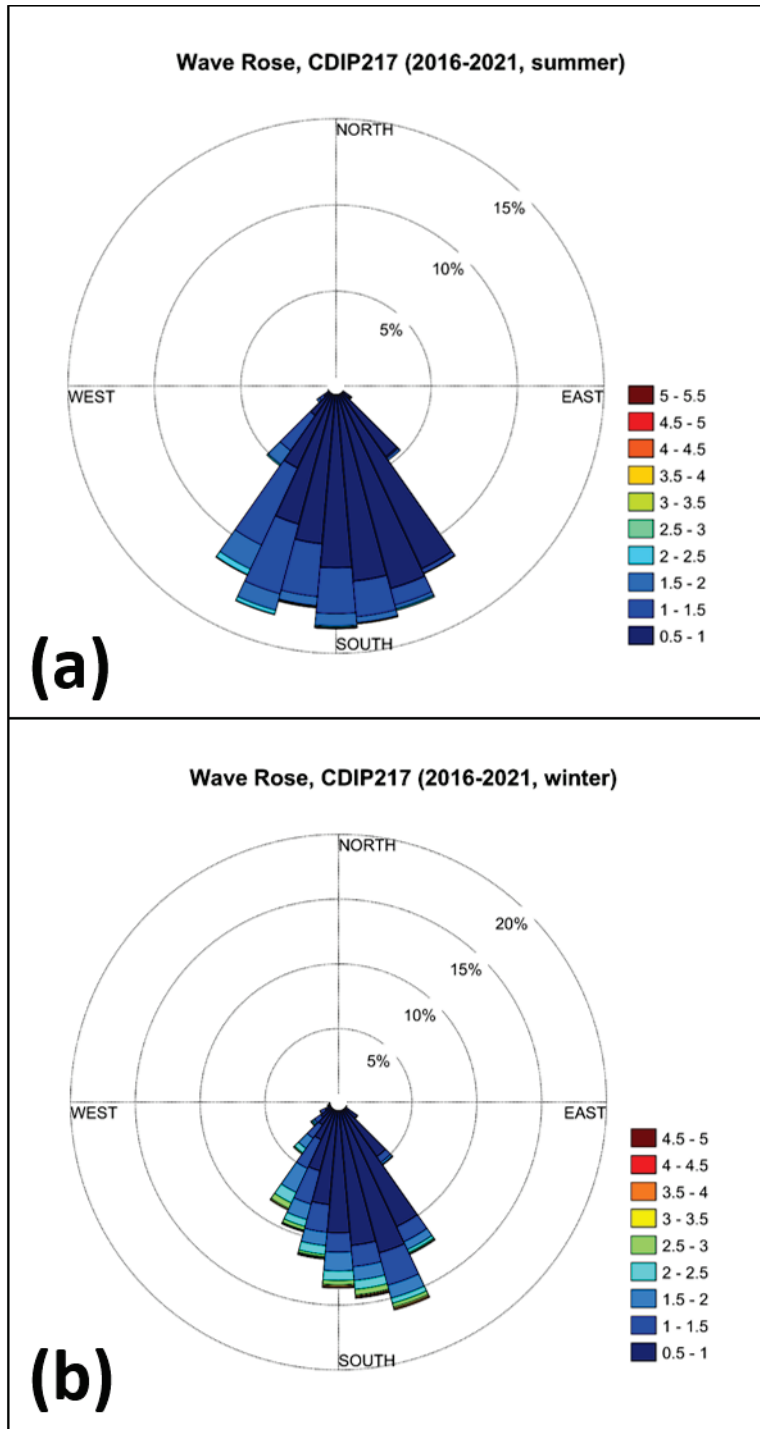 Wave Rose, CDIP217 (2016-2021, summer)
NORTH
15%
10%
5%
WEST
EAST
5 - 5.5
4.5 - 5
4 - 4.5
3.5 - 4
3 - 3.5
2.5 - 3
2 - 2.5
1.5 - 2
1 - 1.5
0.5 - 1
SOUTH
(a)
Wave Rose, CDIP217 (2016-2021, winter)
NORTH
20%
15%
10%
5%
WEST
EAST
4.5 - 5
4 - 4.5
3.5 - 4
3 - 3.5
2.5 - 3
2 - 2.5
1.5 - 2
1 - 1.5
0.5 - 1
SOUTH
(b)